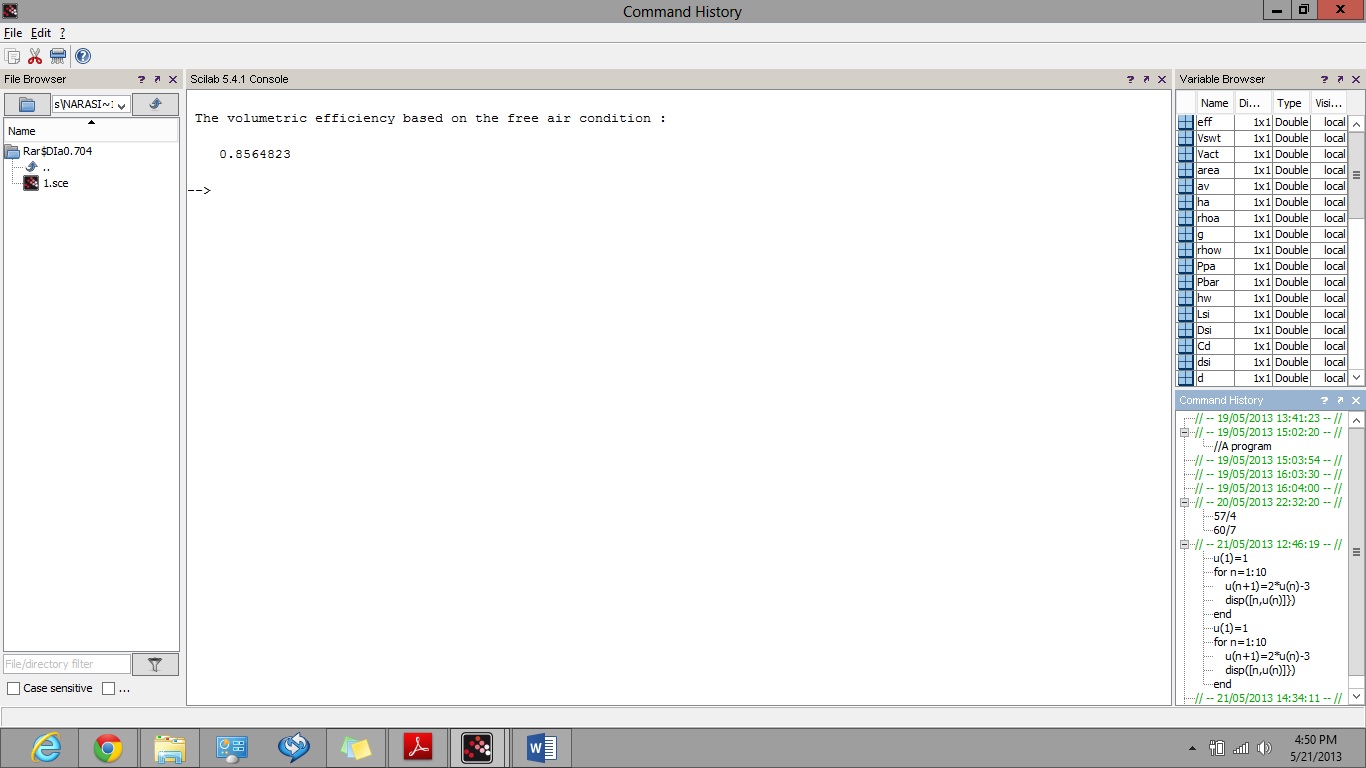 Command History
File Edit ?
File Browser ? 
s\NARASI~:
Name
Rar$DIa0.704
..
1.sce
File/directory filter
Case sensitive ...
Scilab 5.4.1 Console ?
The volumetric efficiency based on the free air condition :
0.8564823
-->
Variable Browser ?
Name Di... Type Visi...
eff 1x1 Double local
Vswt 1x1 Double local
Vact 1x1 Double local
area 1x1 Double local
av 1x1 Double local
ha 1x1 Double local
rhoa 1x1 Double local
g 1x1 Double local
rhow 1x1 Double local
Ppa 1x1 Double local
Pbar 1x1 Double local
hw 1x1 Double local
Lsi 1x1 Double local
Dsi 1x1 Double local
Cd 1x1 Double local
dsi 1x1 Double local
d 1x1 Double local
Command History ?
// -- 19/05/2013 13:41:23 -- //
// -- 19/05/2013 15:02:20 -- //
//A program
// -- 19/05/2013 15:03:54 -- //
// -- 19/05/2013 16:03:30 -- //
// -- 19/05/2013 16:04:00 -- //
// -- 20/05/2013 22:32:20 -- //
57/4
60/7
// -- 21/05/2013 12:46:19 -- //
u(1)=1
for n=1:10
u(n+1)=2*u(n)-3
disp([n,u(n)]})
end
u(1)=1
for n=1:10
u(n+1)=2*u(n)-3
disp([n,u(n)])
end
// -- 21/05/2013 14:34:11 -- //
4:50 PM
5/21/2013